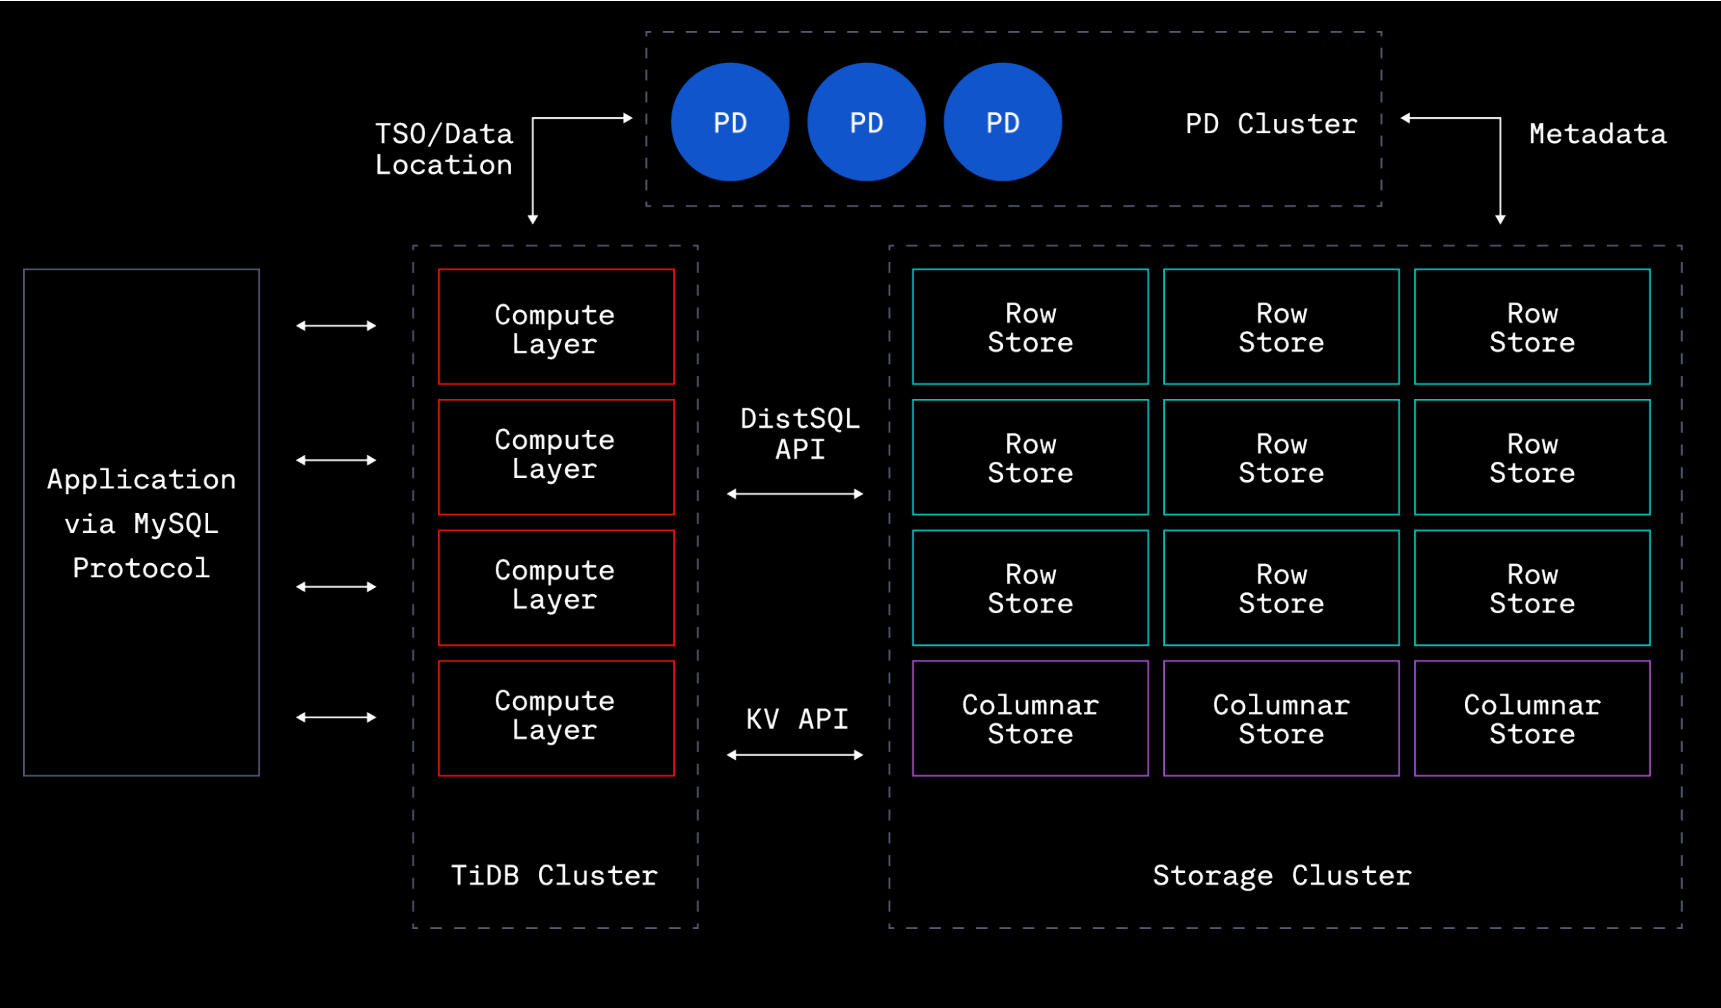 PD
PD
PD
PD Cluster
TSO/Data
Location
Metadata
Application
via MySQL
Protocol
Compute
Layer
Compute
Layer
Compute
Layer
Compute
Layer
TiDB Cluster
DistSQL
API
KV API
Row
Store
Row
Store
Row
Store
Row
Store
Row
Store
Row
Store
Row
Store
Row
Store
Row
Store
Columnar
Store
Columnar
Store
Columnar
Store
Storage Cluster